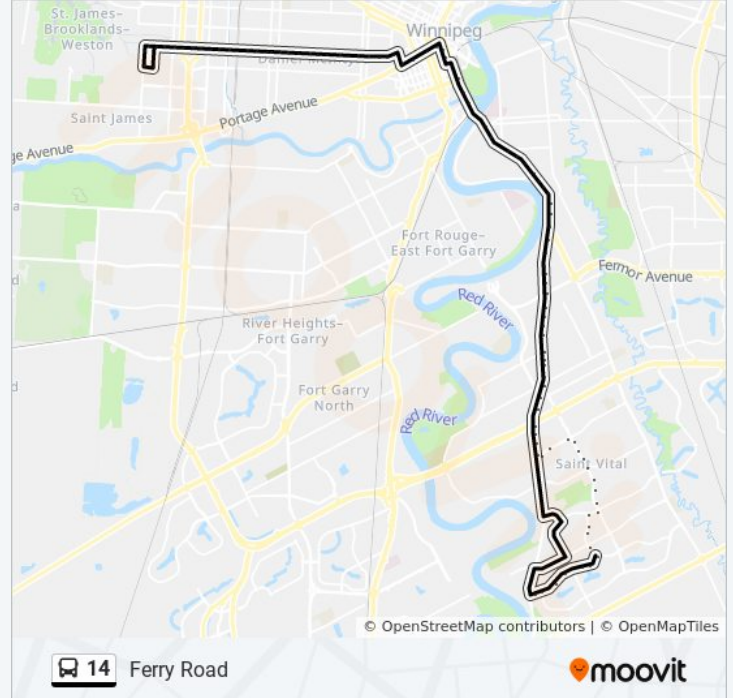 St. James–
Brooklands–
Weston
Winnipeg
Saint James
Portage Avenue
ge Avenue
a
Fort Rouge–
East Fort Garry
d
Fermor Avenue
Red River
River Heights–
Fort Garry
Fort Garry
North
Red River
Saint Vital
© OpenStreetMap contributors | © OpenMapTiles
14 Ferry Road
moovit